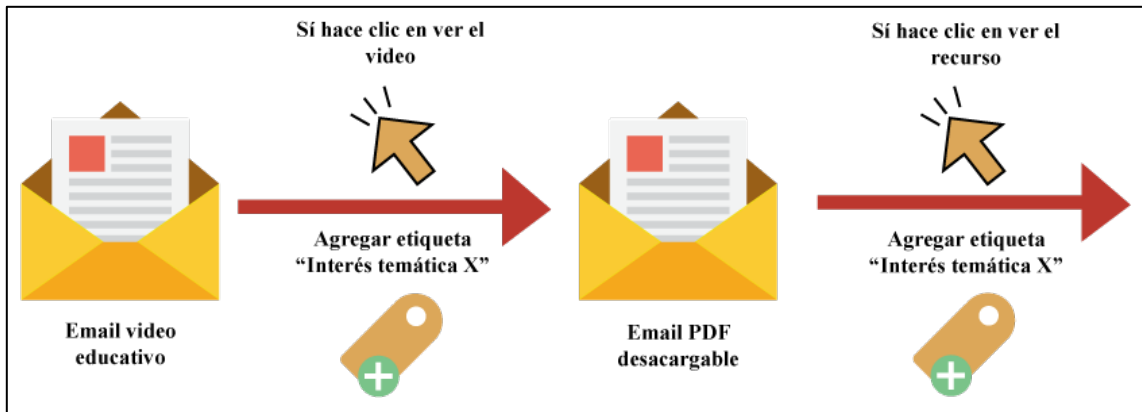 Sí hace clic en ver el
video
Agregar etiqueta
“Interés temática X”
Email video
educativo
Sí hace clic en ver el
recurso
Agregar etiqueta
“Interés temática X”
Email PDF
desacargable